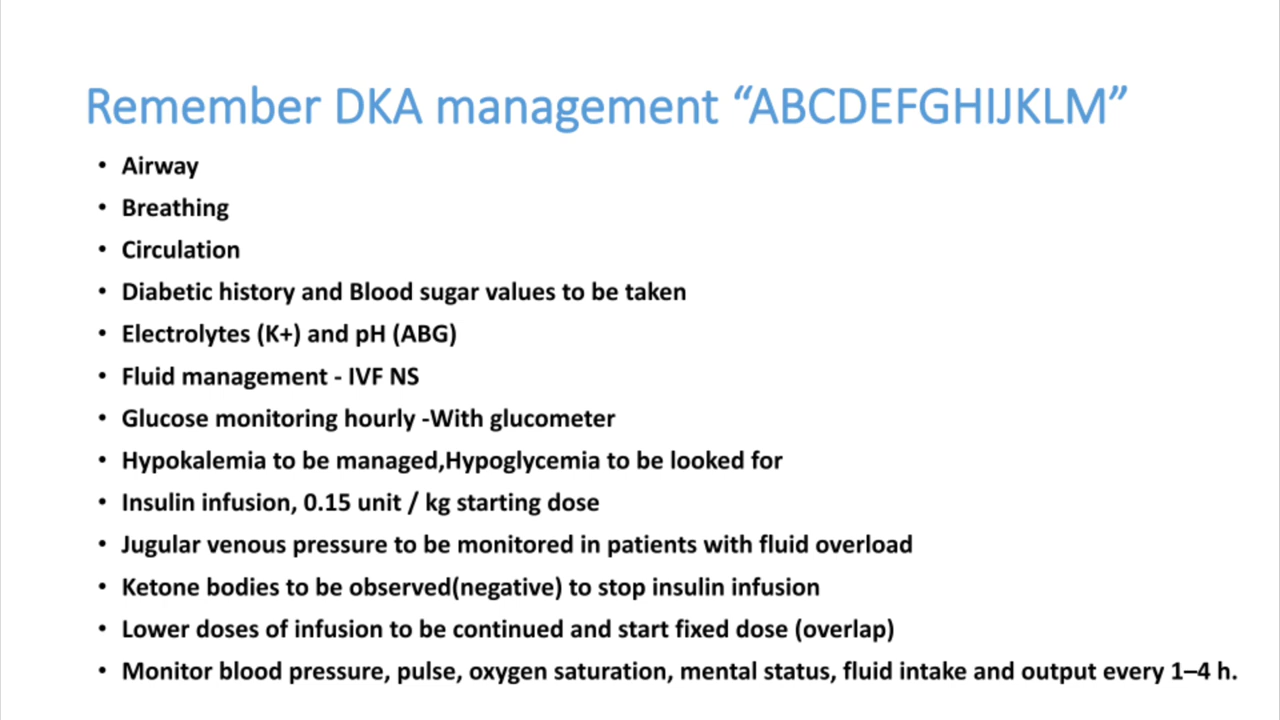 Remember DKA management “ABCDEFGHIJKLM”
• Airway
• Breathing
• Circulation
• Diabetic history and Blood sugar values to be taken
• Electrolytes (K+) and pH (ABG)
• Fluid management - IVF NS
• Glucose monitoring hourly -With glucometer
• Hypokalemia to be managed,Hypoglycemia to be looked for
• Insulin infusion, 0.15 unit / kg starting dose
• Jugular venous pressure to be monitored in patients with fluid overload
• Ketone bodies to be observed(negative) to stop insulin infusion
• Lower doses of infusion to be continued and start fixed dose (overlap)
• Monitor blood pressure, pulse, oxygen saturation, mental status, fluid intake and output every 1–4 h.